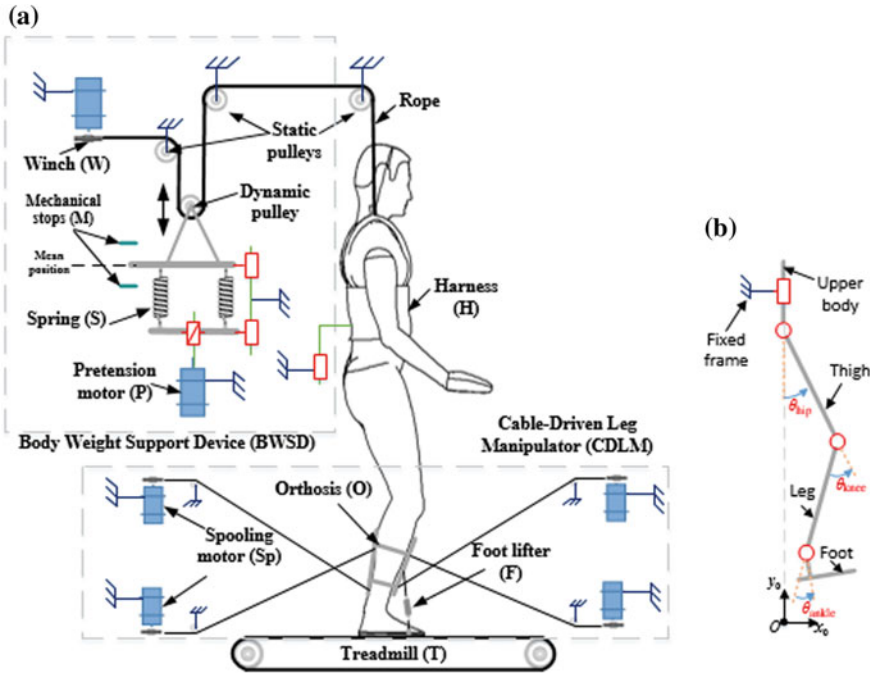 (a)
Rope
Static
pulleys
Winch (W)
Dynamic
pulley
Mechanical
stops (M)
Mean
position
Spring (S)
Harness
(H)
Pretension
motor (P)
Body Weight Support Device (BWSD)
Cable-Driven Leg
Manipulator (CDLM)
Orthosis (O)
Spooling
motor (Sp)
Foot lifter
(F)
Treadmill (T)
(b)
Upper
body
Fixed
frame
Thigh
θhip
θknee
Leg
Foot
y₀
θankle
O
x₀